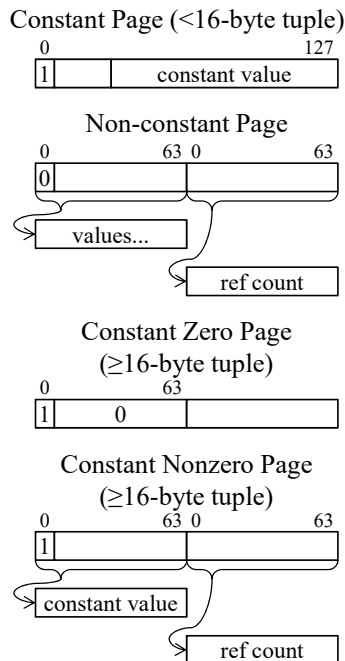 Constant Page (<16-byte tuple)
0 127
1 constant value
Non-constant Page
0 63 0 63
0
values...
ref count
Constant Zero Page
(≥16-byte tuple)
0 63
1 0
Constant Nonzero Page
(≥16-byte tuple)
0 63 0 63
1
constant value
ref count